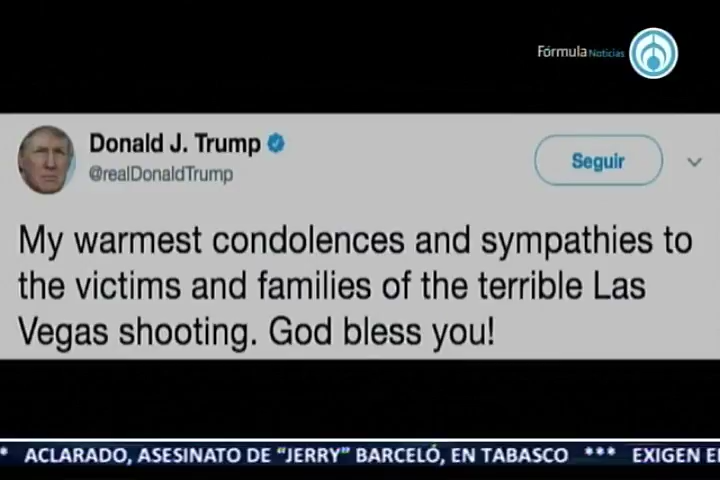 Fórmula Noticias
Donald J. Trump
@realDonaldTrump
Seguir
My warmest condolences and sympathies to
the victims and families of the terrible Las
Vegas shooting. God bless you!
* ACLARADO, ASESINATO DE “JERRY” BARCELÓ, EN TABASCO *** EXIGEN